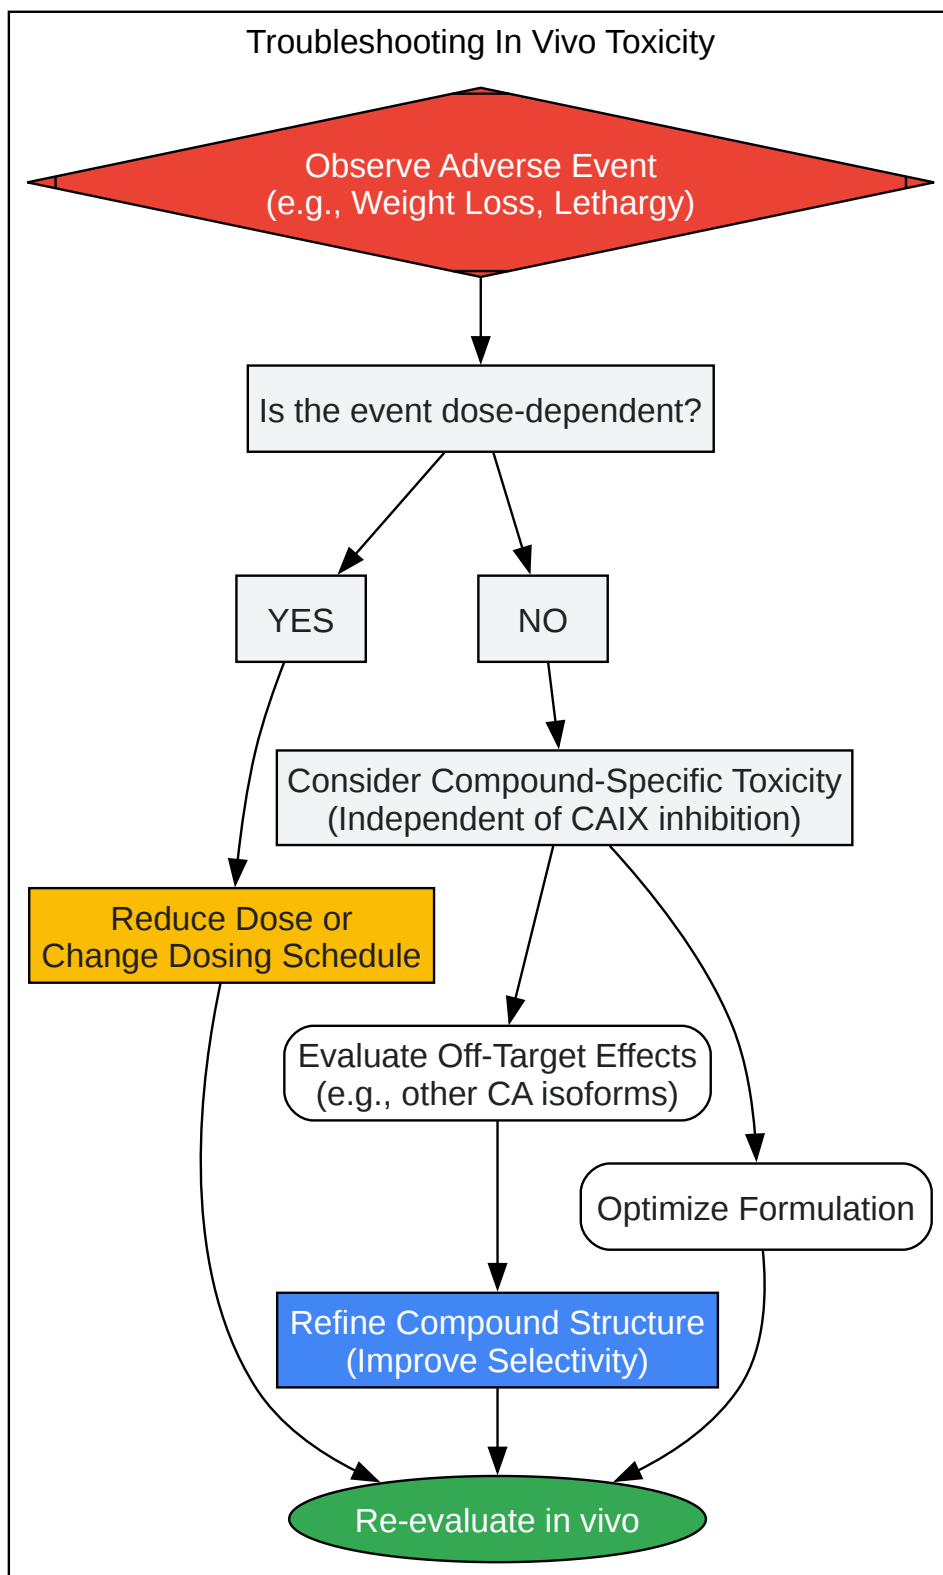 Troubleshooting In Vivo Toxicity
Observe Adverse Event
(e.g., Weight Loss, Lethargy)
Is the event dose-dependent?
YES
NO
Consider Compound-Specific Toxicity
(Independent of CAIX inhibition)
Reduce Dose or
Change Dosing Schedule
Evaluate Off-Target Effects
(e.g., other CA isoforms)
Optimize Formulation
Refine Compound Structure
(Improve Selectivity)
Re-evaluate in vivo